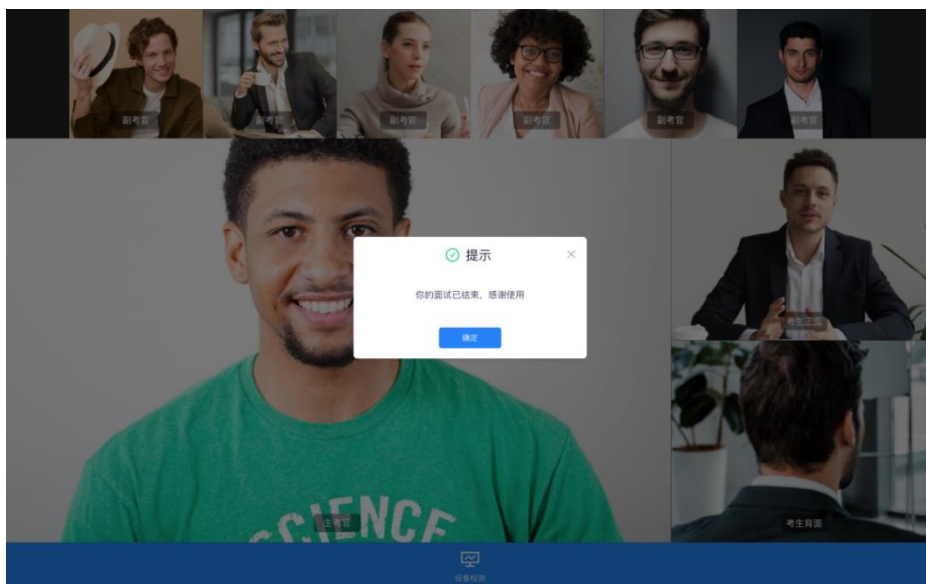 副考官
副考官
副考官
副考官
副考官
副考官
提示
你的面试已结束，感谢使用
确定
考生正面
主考官
SCIENCE
考生背面
设备检测